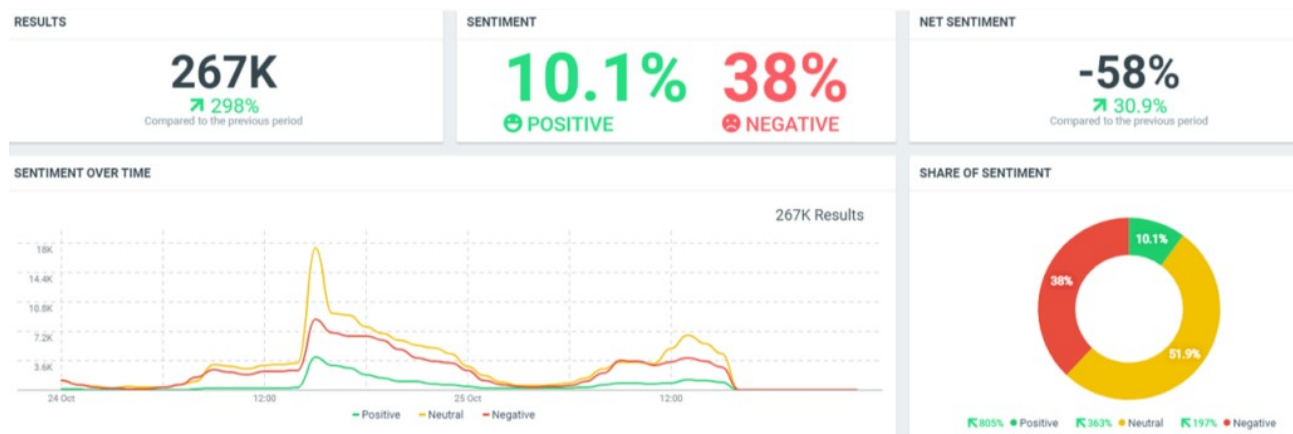 RESULTS
267K
298%
Compared to the previous period
SENTIMENT
10.1% 38%
POSITIVE NEGATIVE
NET SENTIMENT
-58%
30.9%
Compared to the previous period
SENTIMENT OVER TIME
267K Results
18K
14.4K
10.8K
7.2K
3.6K
24 Oct 12:00 25 Oct 12:00
Positive Neutral Negative
SHARE OF SENTIMENT
10.1%
38%
51.9%
805% Positive 363% Neutral 197% Negative